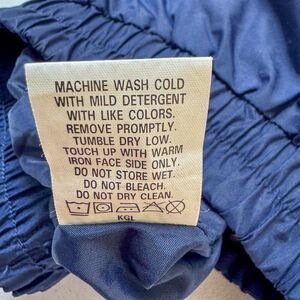 MACHINE WASH COLD
WITH MILD DETERGENT
WITH LIKE COLORS.
REMOVE PROMPTLY.
TUMBLE DRY LOW.
TOUCH UP WITH WARM
IRON FACE SIDE ONLY.
DO NOT STORE WET.
DO NOT BLEACH.
DO NOT DRY CLEAN.
KGL